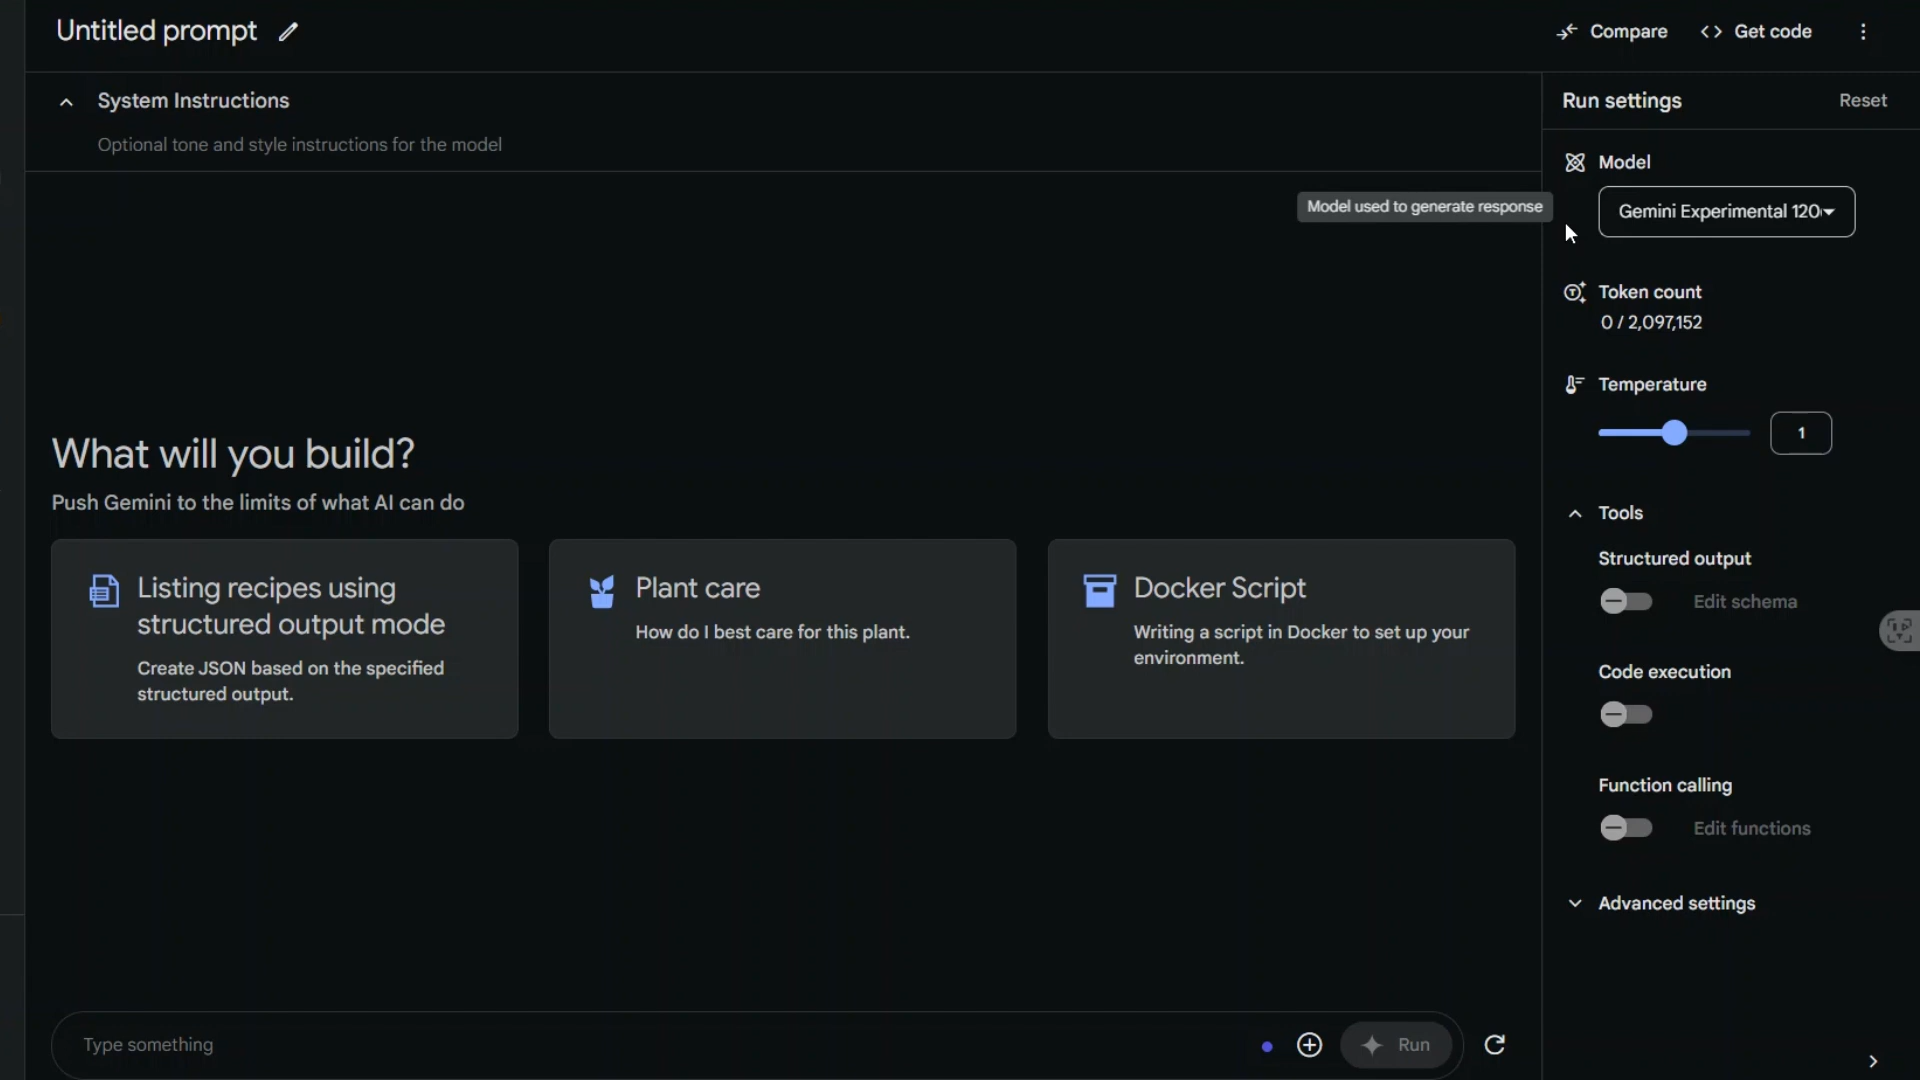 Untitled prompt
Compare
Get code
System Instructions
Optional tone and style instructions for the model
Run settings
Reset
Model
Model used to generate response
Gemini Experimental 120
Token count
0 / 2,097,152
Temperature
1
What will you build?
Push Gemini to the limits of what AI can do
Listing recipes using
structured output mode
Create JSON based on the specified
structured output.
Plant care
How do I best care for this plant.
Docker Script
Writing a script in Docker to set up your
environment.
Tools
Structured output
Edit schema
Code execution
Function calling
Edit functions
Advanced settings
Type something
Run